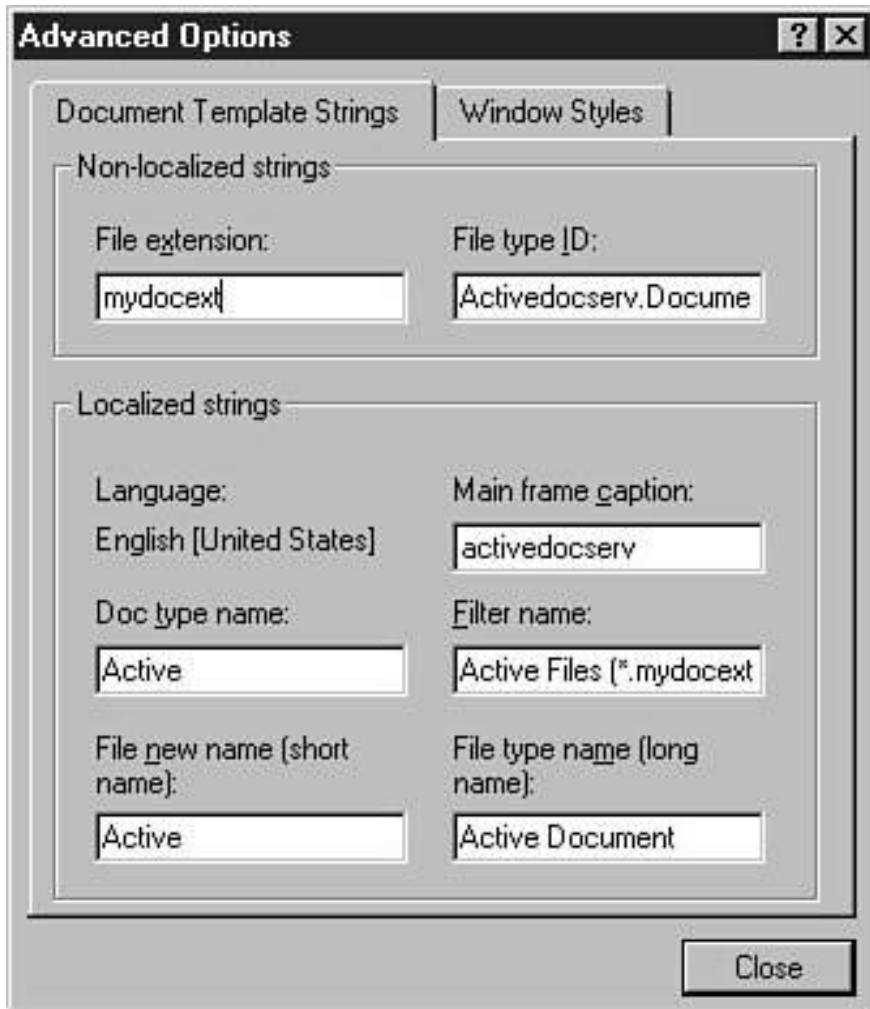 Advanced Options
? X
Document Template Strings Window Styles
Non-localized strings
File extension: File type ID:
mydocext Activedocserv.Docume
Localized strings
Language: Main frame caption:
English [United States] activedocserv
Doc type name: Filter name:
Active Active Files (*.mydocext
File new name (short name): File type name (long name):
Active Active Document
Close